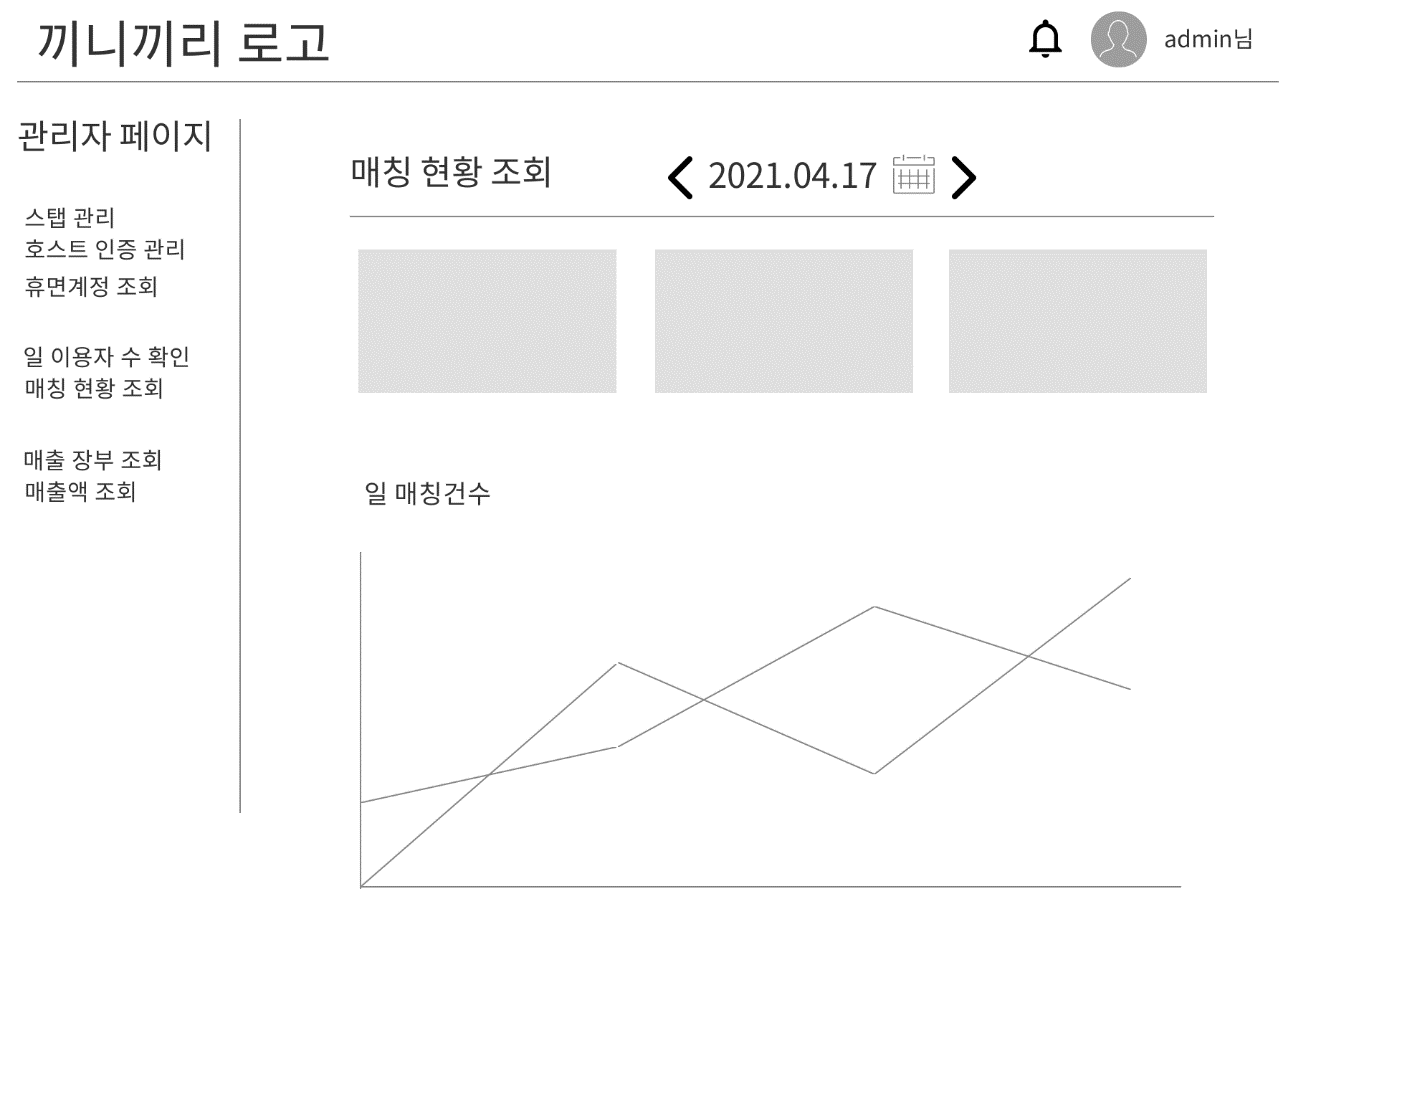 끼니끼리 로고
admin님
관리자 페이지
스탭 관리
호스트 인증 관리
휴면계정 조회
일 이용자 수 확인
매칭 현황 조회
매출 장부 조회
매출액 조회
매칭 현황 조회
2021.04.17
일 매칭건수